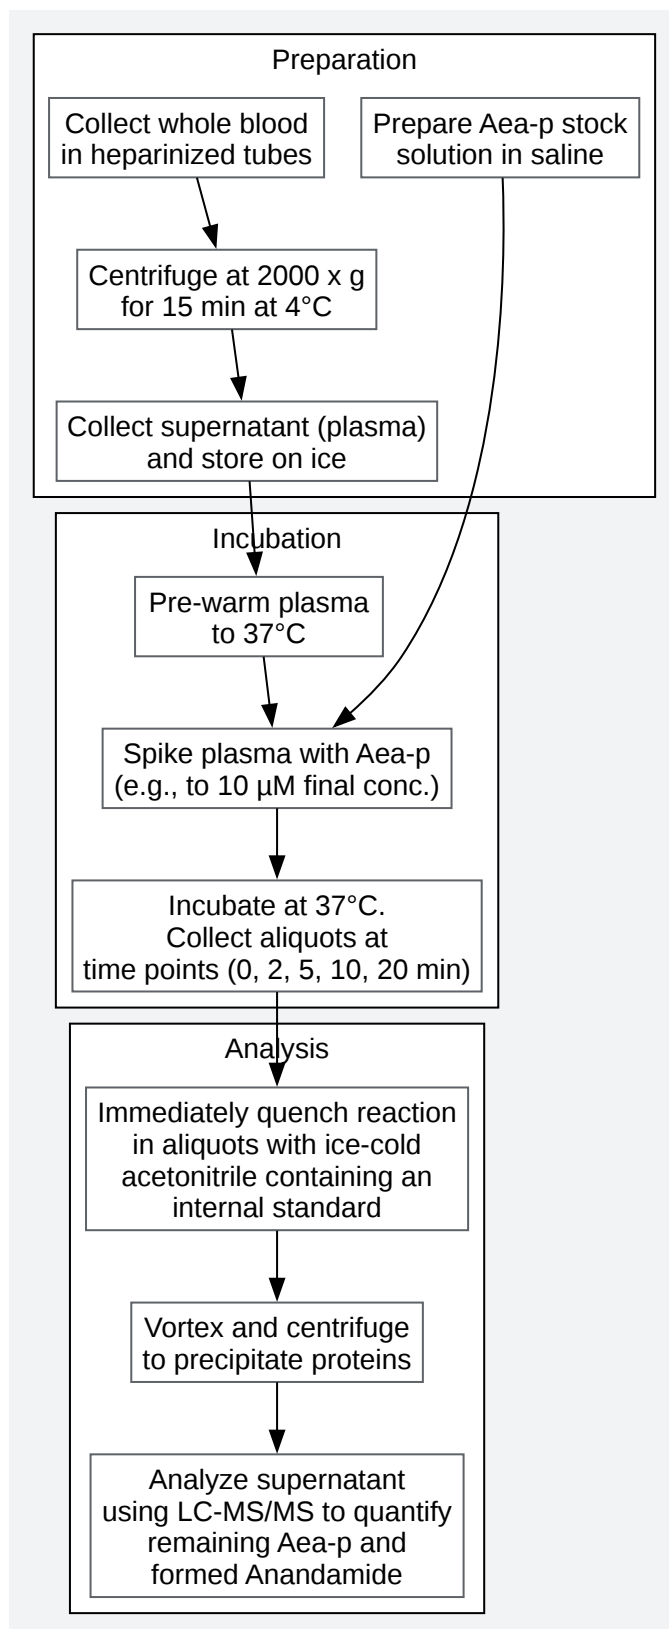 Preparation
Collect whole blood
in heparinized tubes
Prepare Aea-p stock
solution in saline
Centrifuge at 2000 x g
for 15 min at 4°C
Collect supernatant (plasma)
and store on ice
Incubation
Pre-warm plasma
to 37°C
Spike plasma with Aea-p
(e.g., to 10 µM final conc.)
Incubate at 37°C.
Collect aliquots at
time points (0, 2, 5, 10, 20 min)
Analysis
Immediately quench reaction
in aliquots with ice-cold
acetonitrile containing an
internal standard
Vortex and centrifuge
to precipitate proteins
Analyze supernatant
using LC-MS/MS to quantify
remaining Aea-p and
formed Anandamide